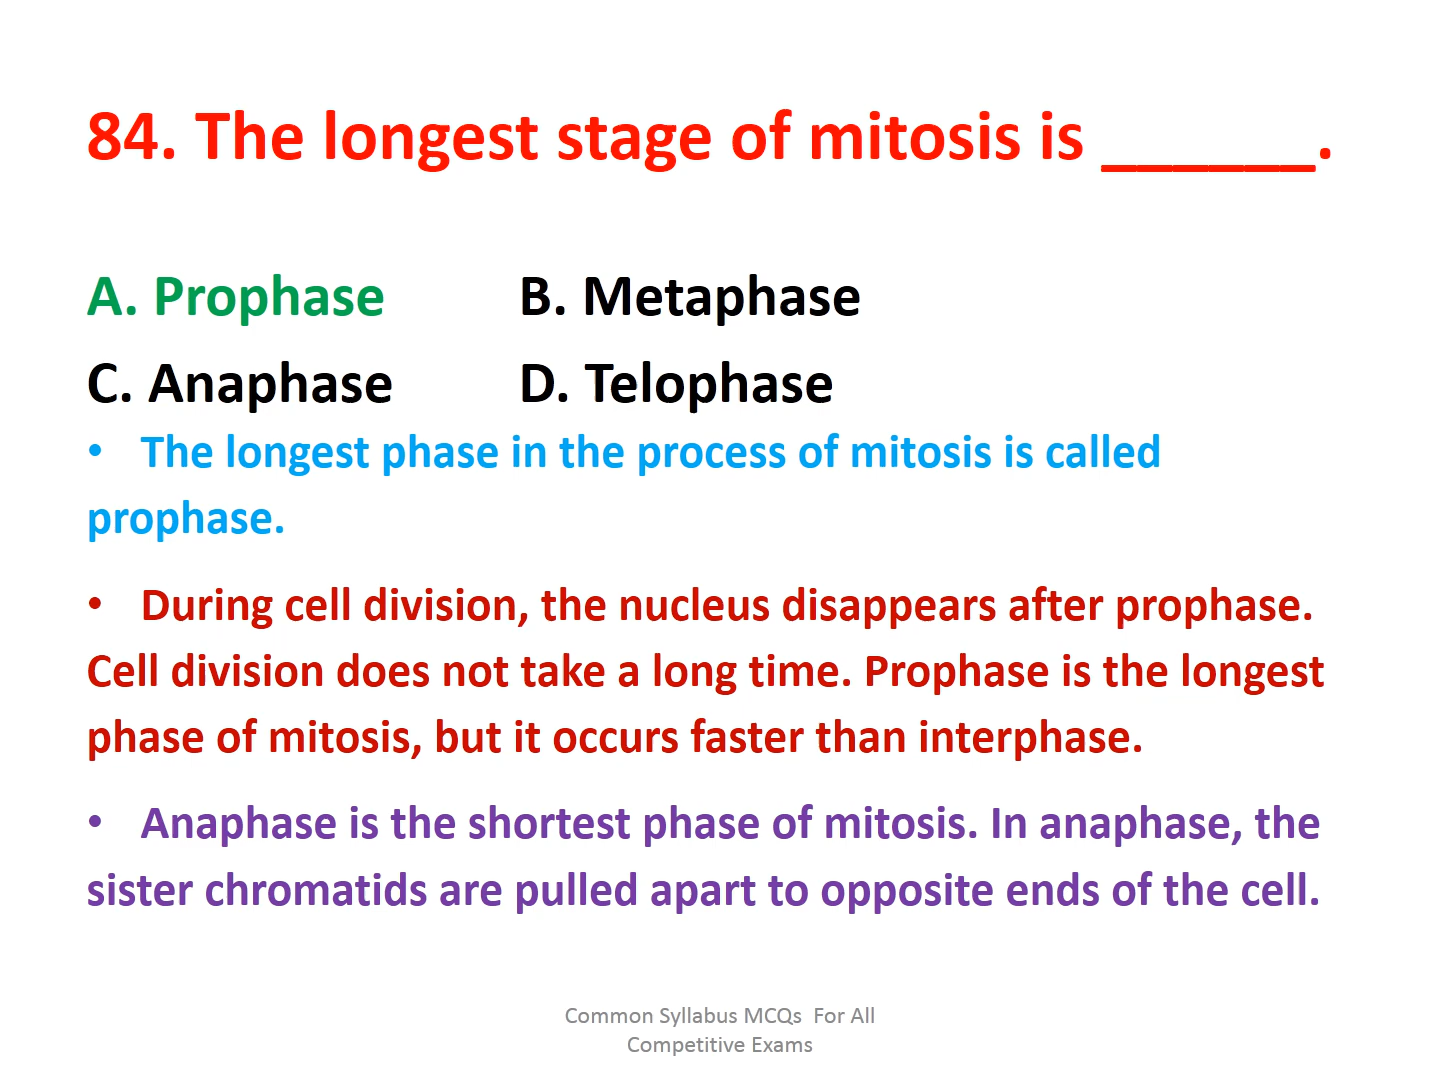 84. The longest stage of mitosis is ______.
A. Prophase B. Metaphase
C. Anaphase D. Telophase
• The longest phase in the process of mitosis is called
prophase.
• During cell division, the nucleus disappears after prophase.
Cell division does not take a long time. Prophase is the longest
phase of mitosis, but it occurs faster than interphase.
• Anaphase is the shortest phase of mitosis. In anaphase, the
sister chromatids are pulled apart to opposite ends of the cell.
Common Syllabus MCQs For All
Competitive Exams